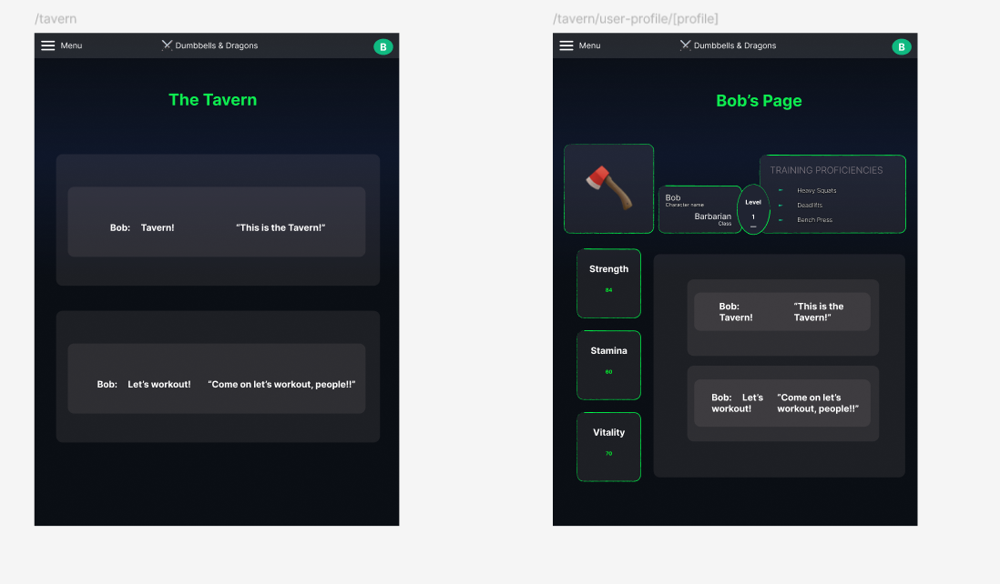 /tavern
Menu
Dumbbells & Dragons
B
The Tavern
Bob: Tavern! “This is the Tavern!”
Bob: Let’s workout! “Come on let’s workout, people!!”
/tavern/user-profile/[profile]
Menu
Dumbbells & Dragons
B
Bob’s Page
Bob
Character name
Barbarian
Class
Level
1
TRAINING PROFICIENCIES
Heavy Squats
Deadlifts
Bench Press
Strength
84
Stamina
60
Vitality
70
Bob:
Tavern!
“This is the
Tavern!”
Bob: Let’s
workout!
“Come on let’s
workout, people!!”